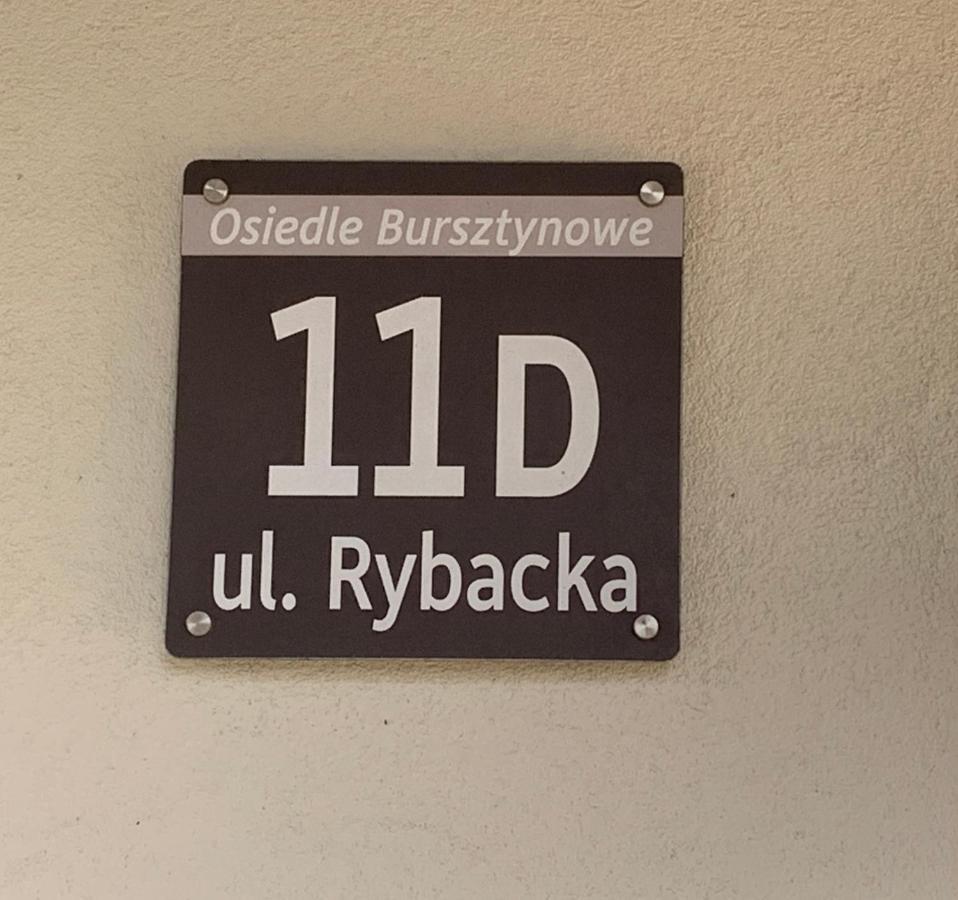 Osiedle Bursztynowe
11D
ul. Rybacka